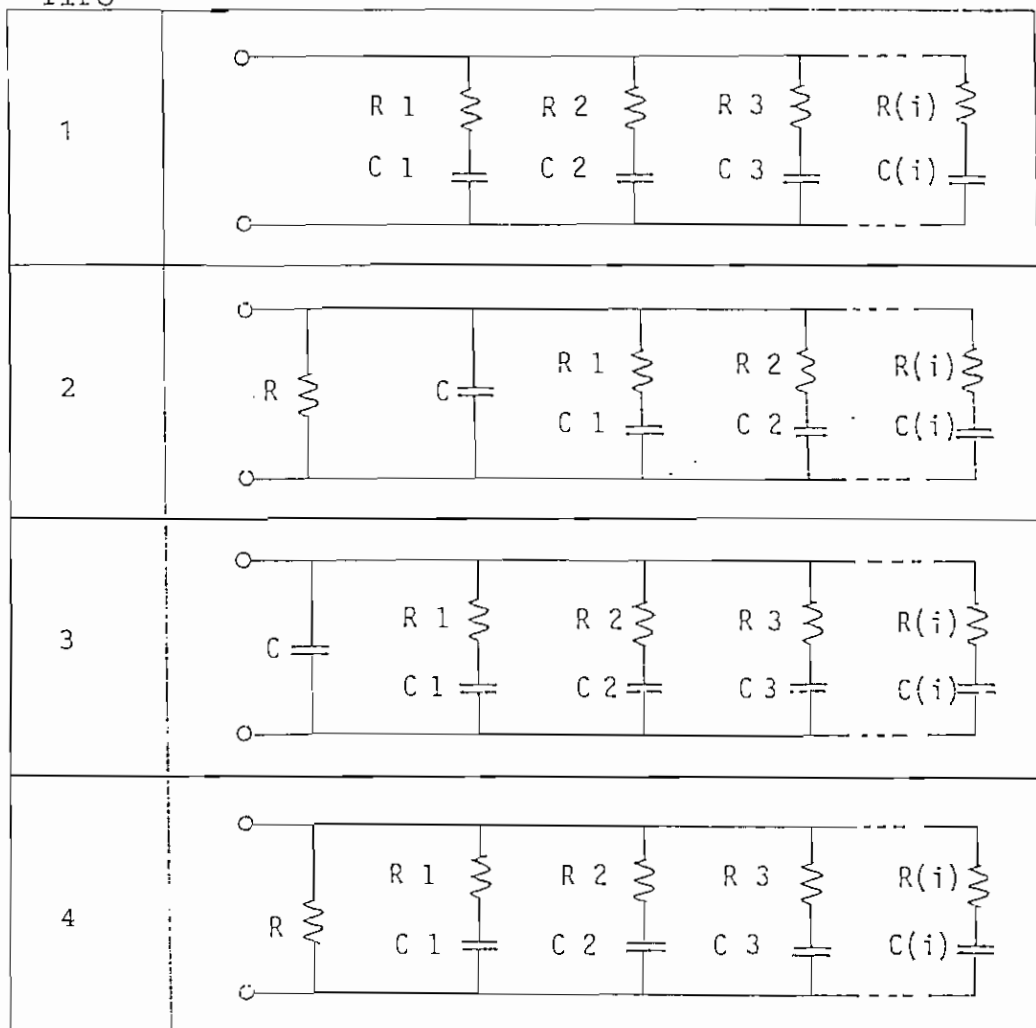 1
R 1 R 2 R 3 R(i)
C 1 C 2 C 3 C(i)
2
R C R 1 R 2 R(i)
C 1 C 2 C(i)
3
R 1 R 2 R 3 R(i)
C
C 1 C 2 C3 C(i)
4
R 1 R 2 R 3 R(i)
R C 1 C 2 C 3 C(i)